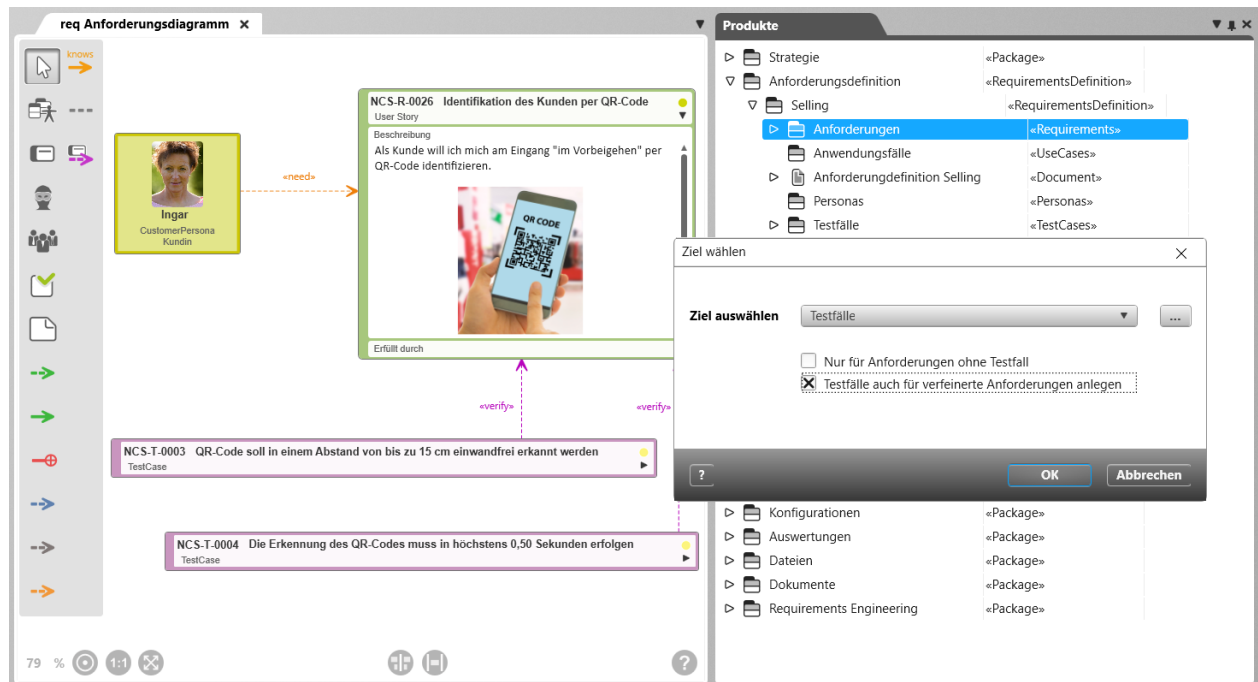 req Anforderungsdiagramm
knows
NCS-R-0026 Identifikation des Kunden per QR-Code
User Story
Beschreibung
Als Kunde will ich mich am Eingang "im Vorbeigehen" per
QR-Code identifizieren.
QR CODE
Erfüllt durch
«need»
Ingar
CustomerPersona
Kundin
«verify»
«verify»
NCS-T-0003 QR-Code soll in einem Abstand von bis zu 15 cm einwandfrei erkannt werden
TestCase
NCS-T-0004 Die Erkennung des QR-Codes muss in höchstens 0,50 Sekunden erfolgen
TestCase
79 %
1:1
?
Produkte
Strategie «Package»
Anforderungsdefinition «RequirementsDefinition»
Selling «RequirementsDefinition»
Anforderungen «Requirements»
Anwendungsfälle «UseCases»
Anforderungdefinition Selling «Document»
Personas «Personas»
Testfälle «TestCases»
Ziel wählen
Ziel auswählen Testfälle ...
Nur für Anforderungen ohne Testfall
Testfälle auch für verfeinerte Anforderungen anlegen
? OK Abbrechen
Konfigurationen «Package»
Auswertungen «Package»
Dateien «Package»
Dokumente «Package»
Requirements Engineering «Package»